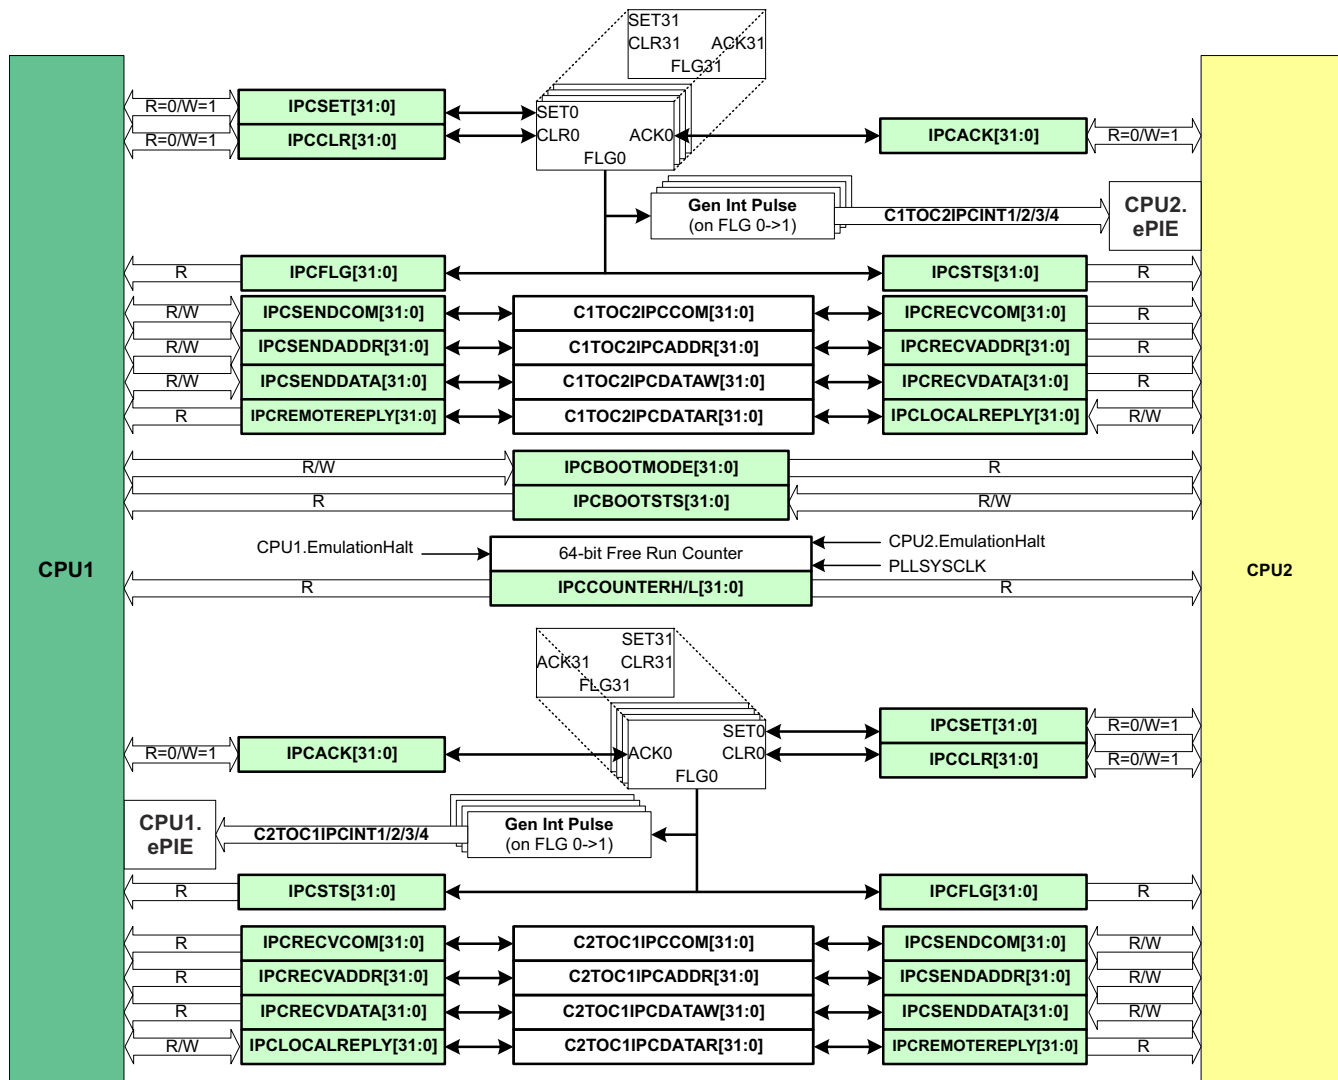 SET31
CLR31 ACK31
FLG31
R=0/W=1 IPCSET[31:0] SET0
R=0/W=1 IPCCLR[31:0] CLR0 ACK0 IPCACK[31:0] R=0/W=1
FLG0
Gen Int Pulse
(on FLG 0->1)
C1TOC2IPCINT1/2/3/4
CPU2.
ePIE
R IPCFLG[31:0] IPCSTS[31:0] R
R/W IPCSENDCOM[31:0] C1TOC2IPCCOM[31:0] IPCRECVCOM[31:0] R
R/W IPCSENDADDR[31:0] C1TOC2IPCADDR[31:0] IPCRECVADDR[31:0] R
R/W IPCSENDDATA[31:0] C1TOC2IPCDATAW[31:0] IPCRECVDATA[31:0] R
R IPCREMOTEREPLY[31:0] C1TOC2IPCDATAR[31:0] IPCLOCALREPLY[31:0] R/W
R/W IPCBOOTMODE[31:0] R
R IPCBOOTSTS[31:0] R/W
CPU1.EmulationHalt 64-bit Free Run Counter CPU2.EmulationHalt
PLLSYSCLK
CPU1
CPU2
R IPCCOUNTERH/L[31:0] R
SET31
ACK31 CLR31
FLG31
SET0 IPCSET[31:0] R=0/W=1
R=0/W=1 IPCACK[31:0] ACK0 CLR0 IPCCLR[31:0] R=0/W=1
FLG0
CPU1.
ePIE
C2TOC1IPCINT1/2/3/4
Gen Int Pulse
(on FLG 0->1)
R IPCSTS[31:0] IPCFLG[31:0] R
R IPCRECVCOM[31:0] C2TOC1IPCCOM[31:0] IPCSENDCOM[31:0] R/W
R IPCRECVADDR[31:0] C2TOC1IPCADDR[31:0] IPCSENDADDR[31:0] R/W
R IPCRECVDATA[31:0] C2TOC1IPCDATAW[31:0] IPCSENDDATA[31:0] R/W
R/W IPCLOCALREPLY[31:0] C2TOC1IPCDATAR[31:0] IPCREMOTEREPLY[31:0] R